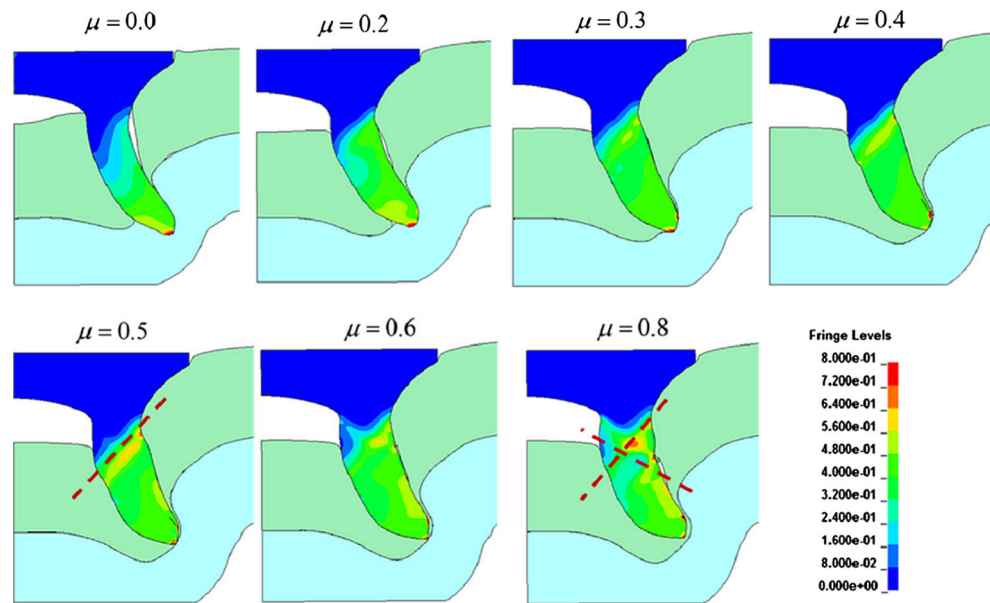 μ = 0.0
μ = 0.2
μ = 0.3
μ = 0.4
μ = 0.5
μ = 0.6
μ = 0.8
Fringe Levels
8.000e-01
7.200e-01
6.400e-01
5.600e-01
4.800e-01
4.000e-01
3.200e-01
2.400e-01
1.600e-01
8.000e-02
0.000e+00